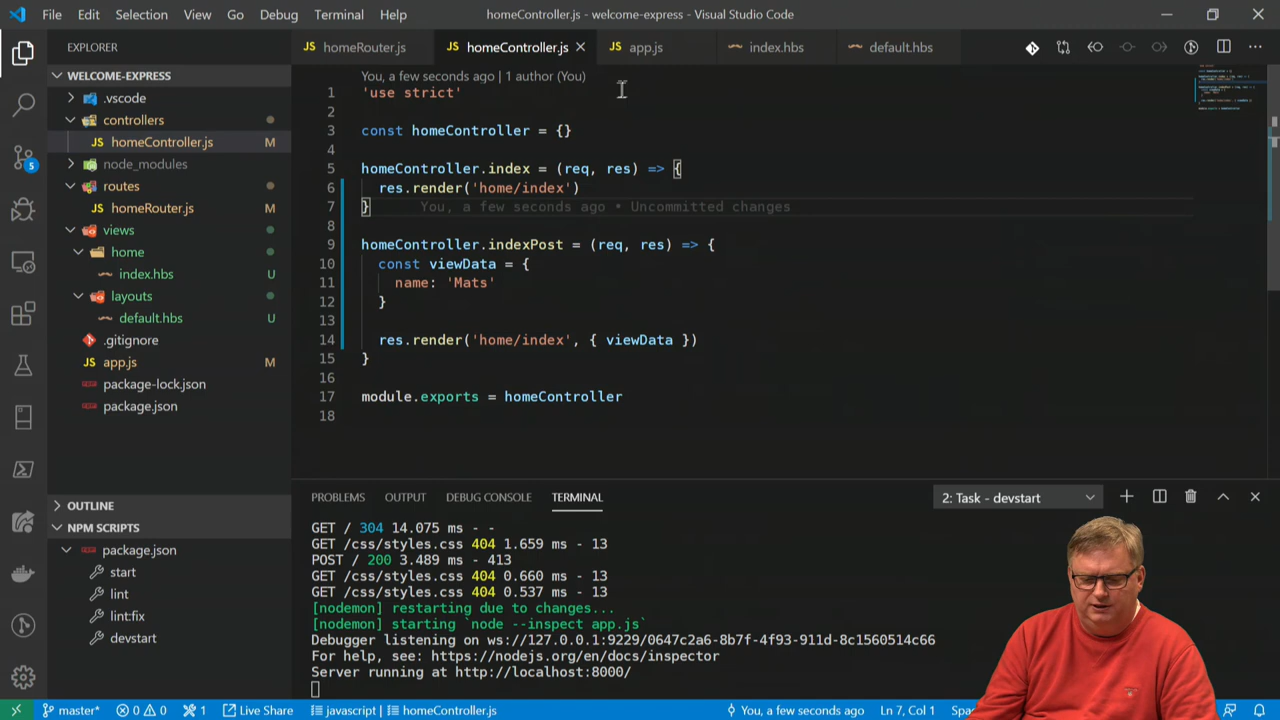 File Edit Selection View Go Debug Terminal Help
homeController.js - welcome-express - Visual Studio Code
EXPLORER
WELCOME-EXPRESS
.vscode
controllers
homeController.js M
node_modules
routes
homeRouter.js M
views
home
index.hbs U
layouts
default.hbs U
.gitignore
app.js M
package-lock.json
package.json
OUTLINE
NPM SCRIPTS
package.json
start
lint
lint:fix
devstart
5
JS homeRouter.js
JS homeController.js
JS app.js
index.hbs
default.hbs
You, a few seconds ago | 1 author (You)
1 'use strict'
2
3 const homeController = {}
4
5 homeController.index = (req, res) => {
6 res.render('home/index')
7 } You, a few seconds ago • Uncommitted changes
8
9 homeController.indexPost = (req, res) => {
10 const viewData = {
11 name: 'Mats'
12 }
13
14 res.render('home/index', { viewData })
15 }
16
17 module.exports = homeController
18
PROBLEMS OUTPUT DEBUG CONSOLE TERMINAL
2: Task - devstart
GET / 304 14.075 ms - -
GET /css/styles.css 404 1.659 ms - 13
POST / 200 3.489 ms - 413
GET /css/styles.css 404 0.660 ms - 13
GET /css/styles.css 404 0.537 ms - 13
[nodemon] restarting due to changes...
[nodemon] starting `node --inspect app.js`
Debugger listening on ws://127.0.0.1:9229/0647c2a6-8b7f-4f93-911d-8c1560514c66
For help, see: https://nodejs.org/en/docs/inspector
Server running at http://localhost:8000/
master* 0 0 1 Live Share javascript | homeController.js You, a few seconds ago Ln 7, Col 1